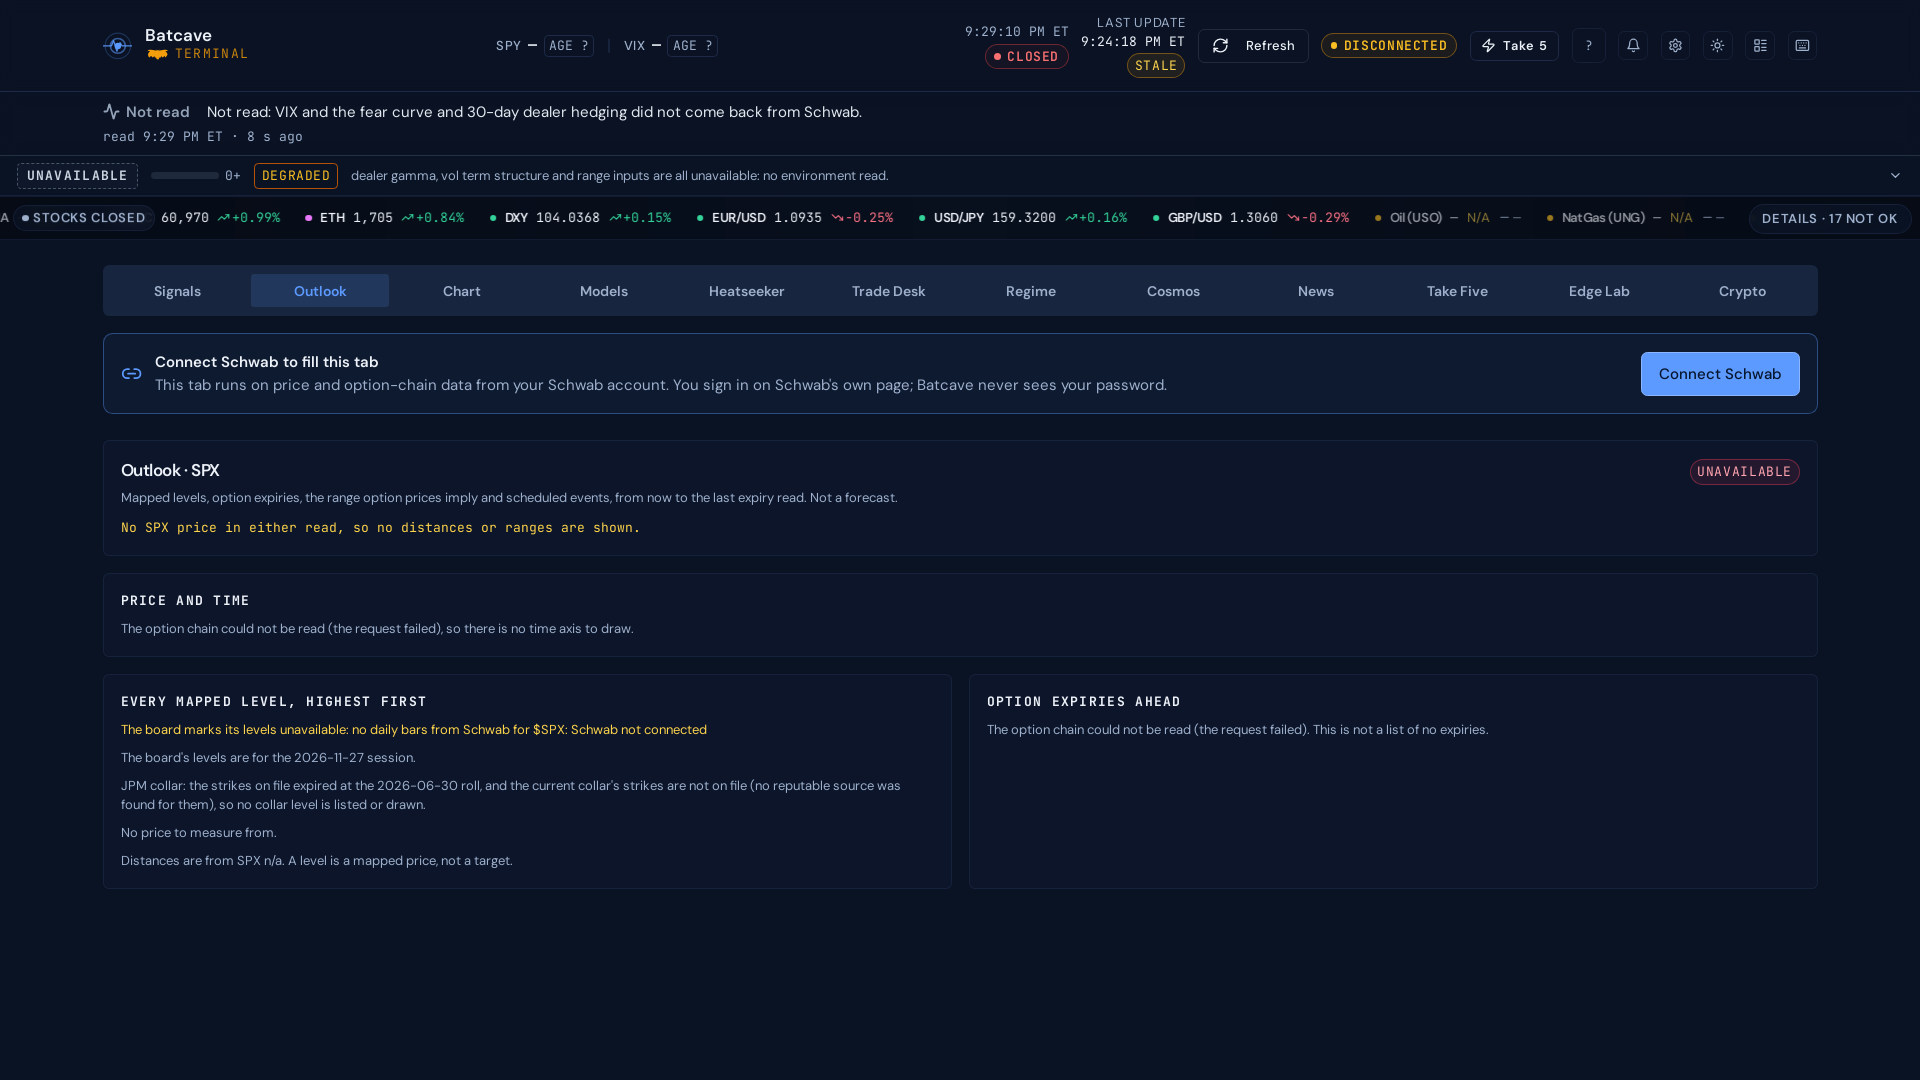 Batcave
TERMINAL
SPY — AGE ? | VIX — AGE ?
9:29:10 PM ET
CLOSED
LAST UPDATE
9:24:18 PM ET
STALE
Refresh
DISCONNECTED
Take 5
?
Not read Not read: VIX and the fear curve and 30-day dealer hedging did not come back from Schwab.
read 9:29 PM ET · 8 s ago
UNAVAILABLE 0+ DEGRADED dealer gamma, vol term structure and range inputs are all unavailable: no environment read.
A STOCKS CLOSED 60,970 +0.99% ETH 1,705 +0.84% DXY 104.0368 +0.15% EUR/USD 1.0935 -0.25% USD/JPY 159.3200 +0.16% GBP/USD 1.3060 -0.29% Oil (USO) — N/A — — NatGas (UNG) — N/A — — DETAILS · 17 NOT OK
Signals Outlook Chart Models Heatseeker Trade Desk Regime Cosmos News Take Five Edge Lab Crypto
Connect Schwab to fill this tab
This tab runs on price and option-chain data from your Schwab account. You sign in on Schwab's own page; Batcave never sees your password.
Connect Schwab
Outlook · SPX
UNAVAILABLE
Mapped levels, option expiries, the range option prices imply and scheduled events, from now to the last expiry read. Not a forecast.
No SPX price in either read, so no distances or ranges are shown.
PRICE AND TIME
The option chain could not be read (the request failed), so there is no time axis to draw.
EVERY MAPPED LEVEL, HIGHEST FIRST
The board marks its levels unavailable: no daily bars from Schwab for $SPX: Schwab not connected
The board's levels are for the 2026-11-27 session.
JPM collar: the strikes on file expired at the 2026-06-30 roll, and the current collar's strikes are not on file (no reputable source was
found for them), so no collar level is listed or drawn.
No price to measure from.
Distances are from SPX n/a. A level is a mapped price, not a target.
OPTION EXPIRIES AHEAD
The option chain could not be read (the request failed). This is not a list of no expiries.